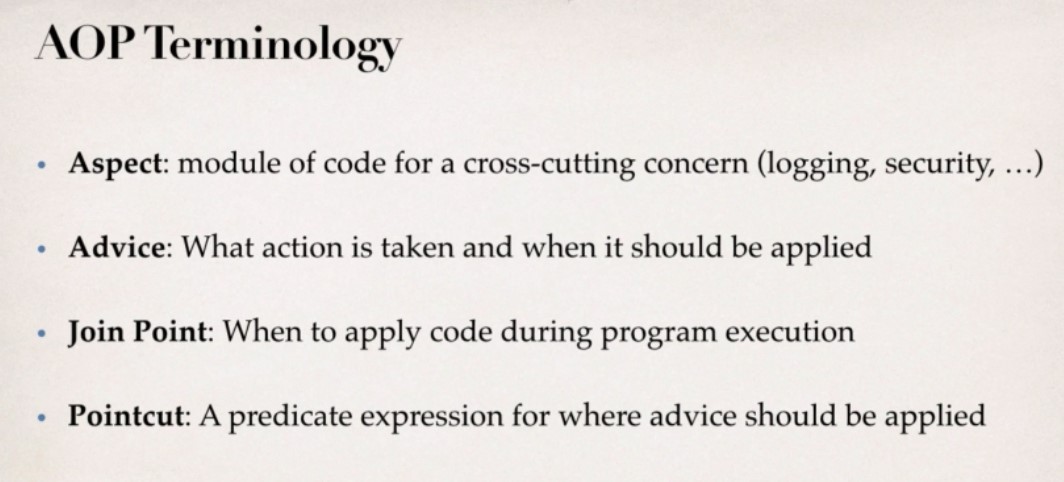 AOP Terminology
• Aspect: module of code for a cross-cutting concern (logging, security, …)
• Advice: What action is taken and when it should be applied
• Join Point: When to apply code during program execution
• Pointcut: A predicate expression for where advice should be applied